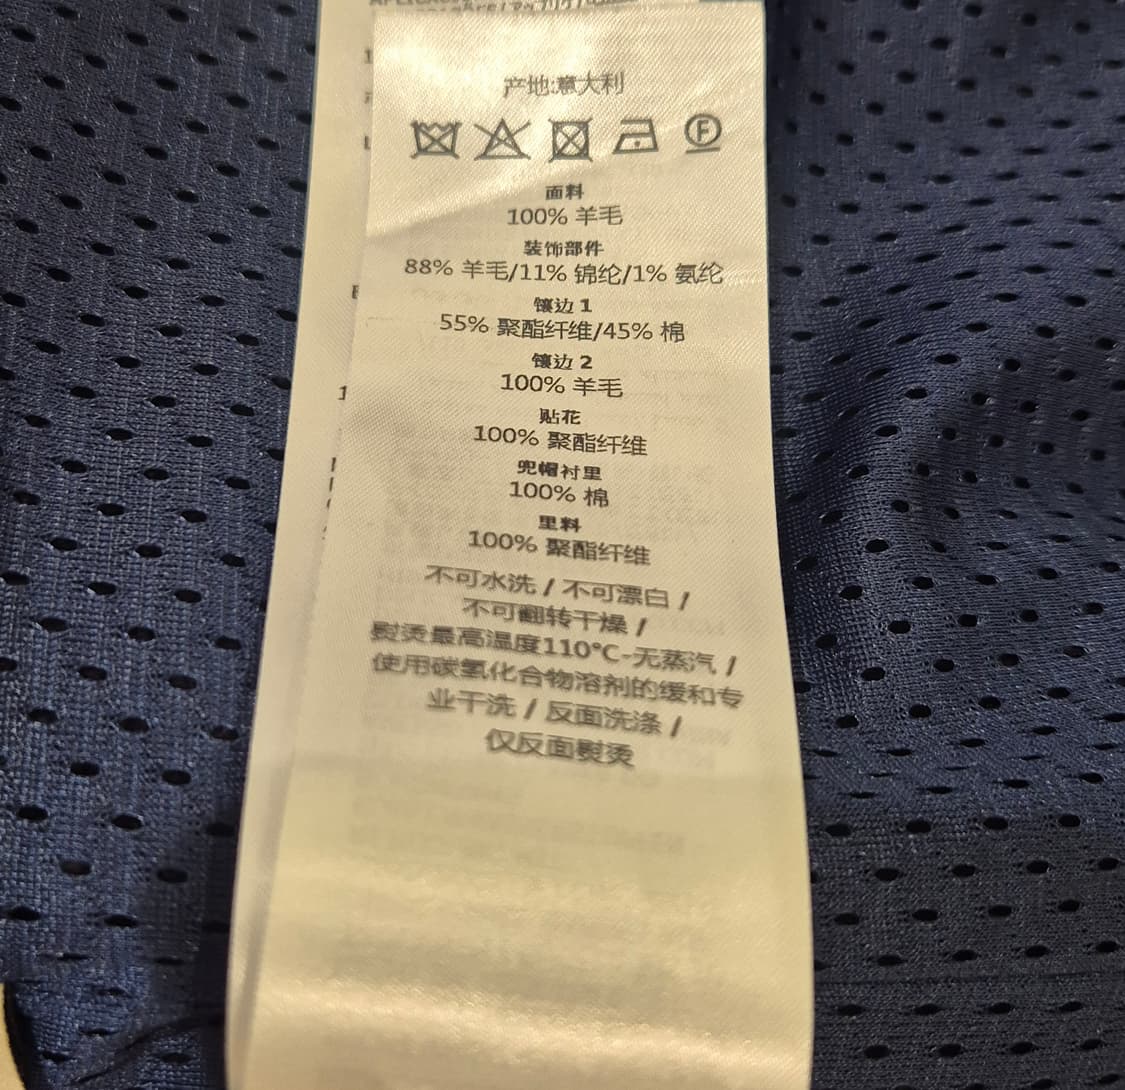 产地:意大利
F
面料
100% 羊毛
装饰部件
88% 羊毛/11% 锦纶/1% 氨纶
镶边 1
55% 聚酯纤维/45% 棉
镶边 2
100% 羊毛
贴花
100% 聚酯纤维
兜帽衬里
100% 棉
里料
100% 聚酯纤维
不可水洗 / 不可漂白 /
不可翻转干燥 /
熨烫最高温度110°C-无蒸汽 /
使用碳氢化合物溶剂的缓和专
业干洗 / 反面洗涤 /
仅反面熨烫